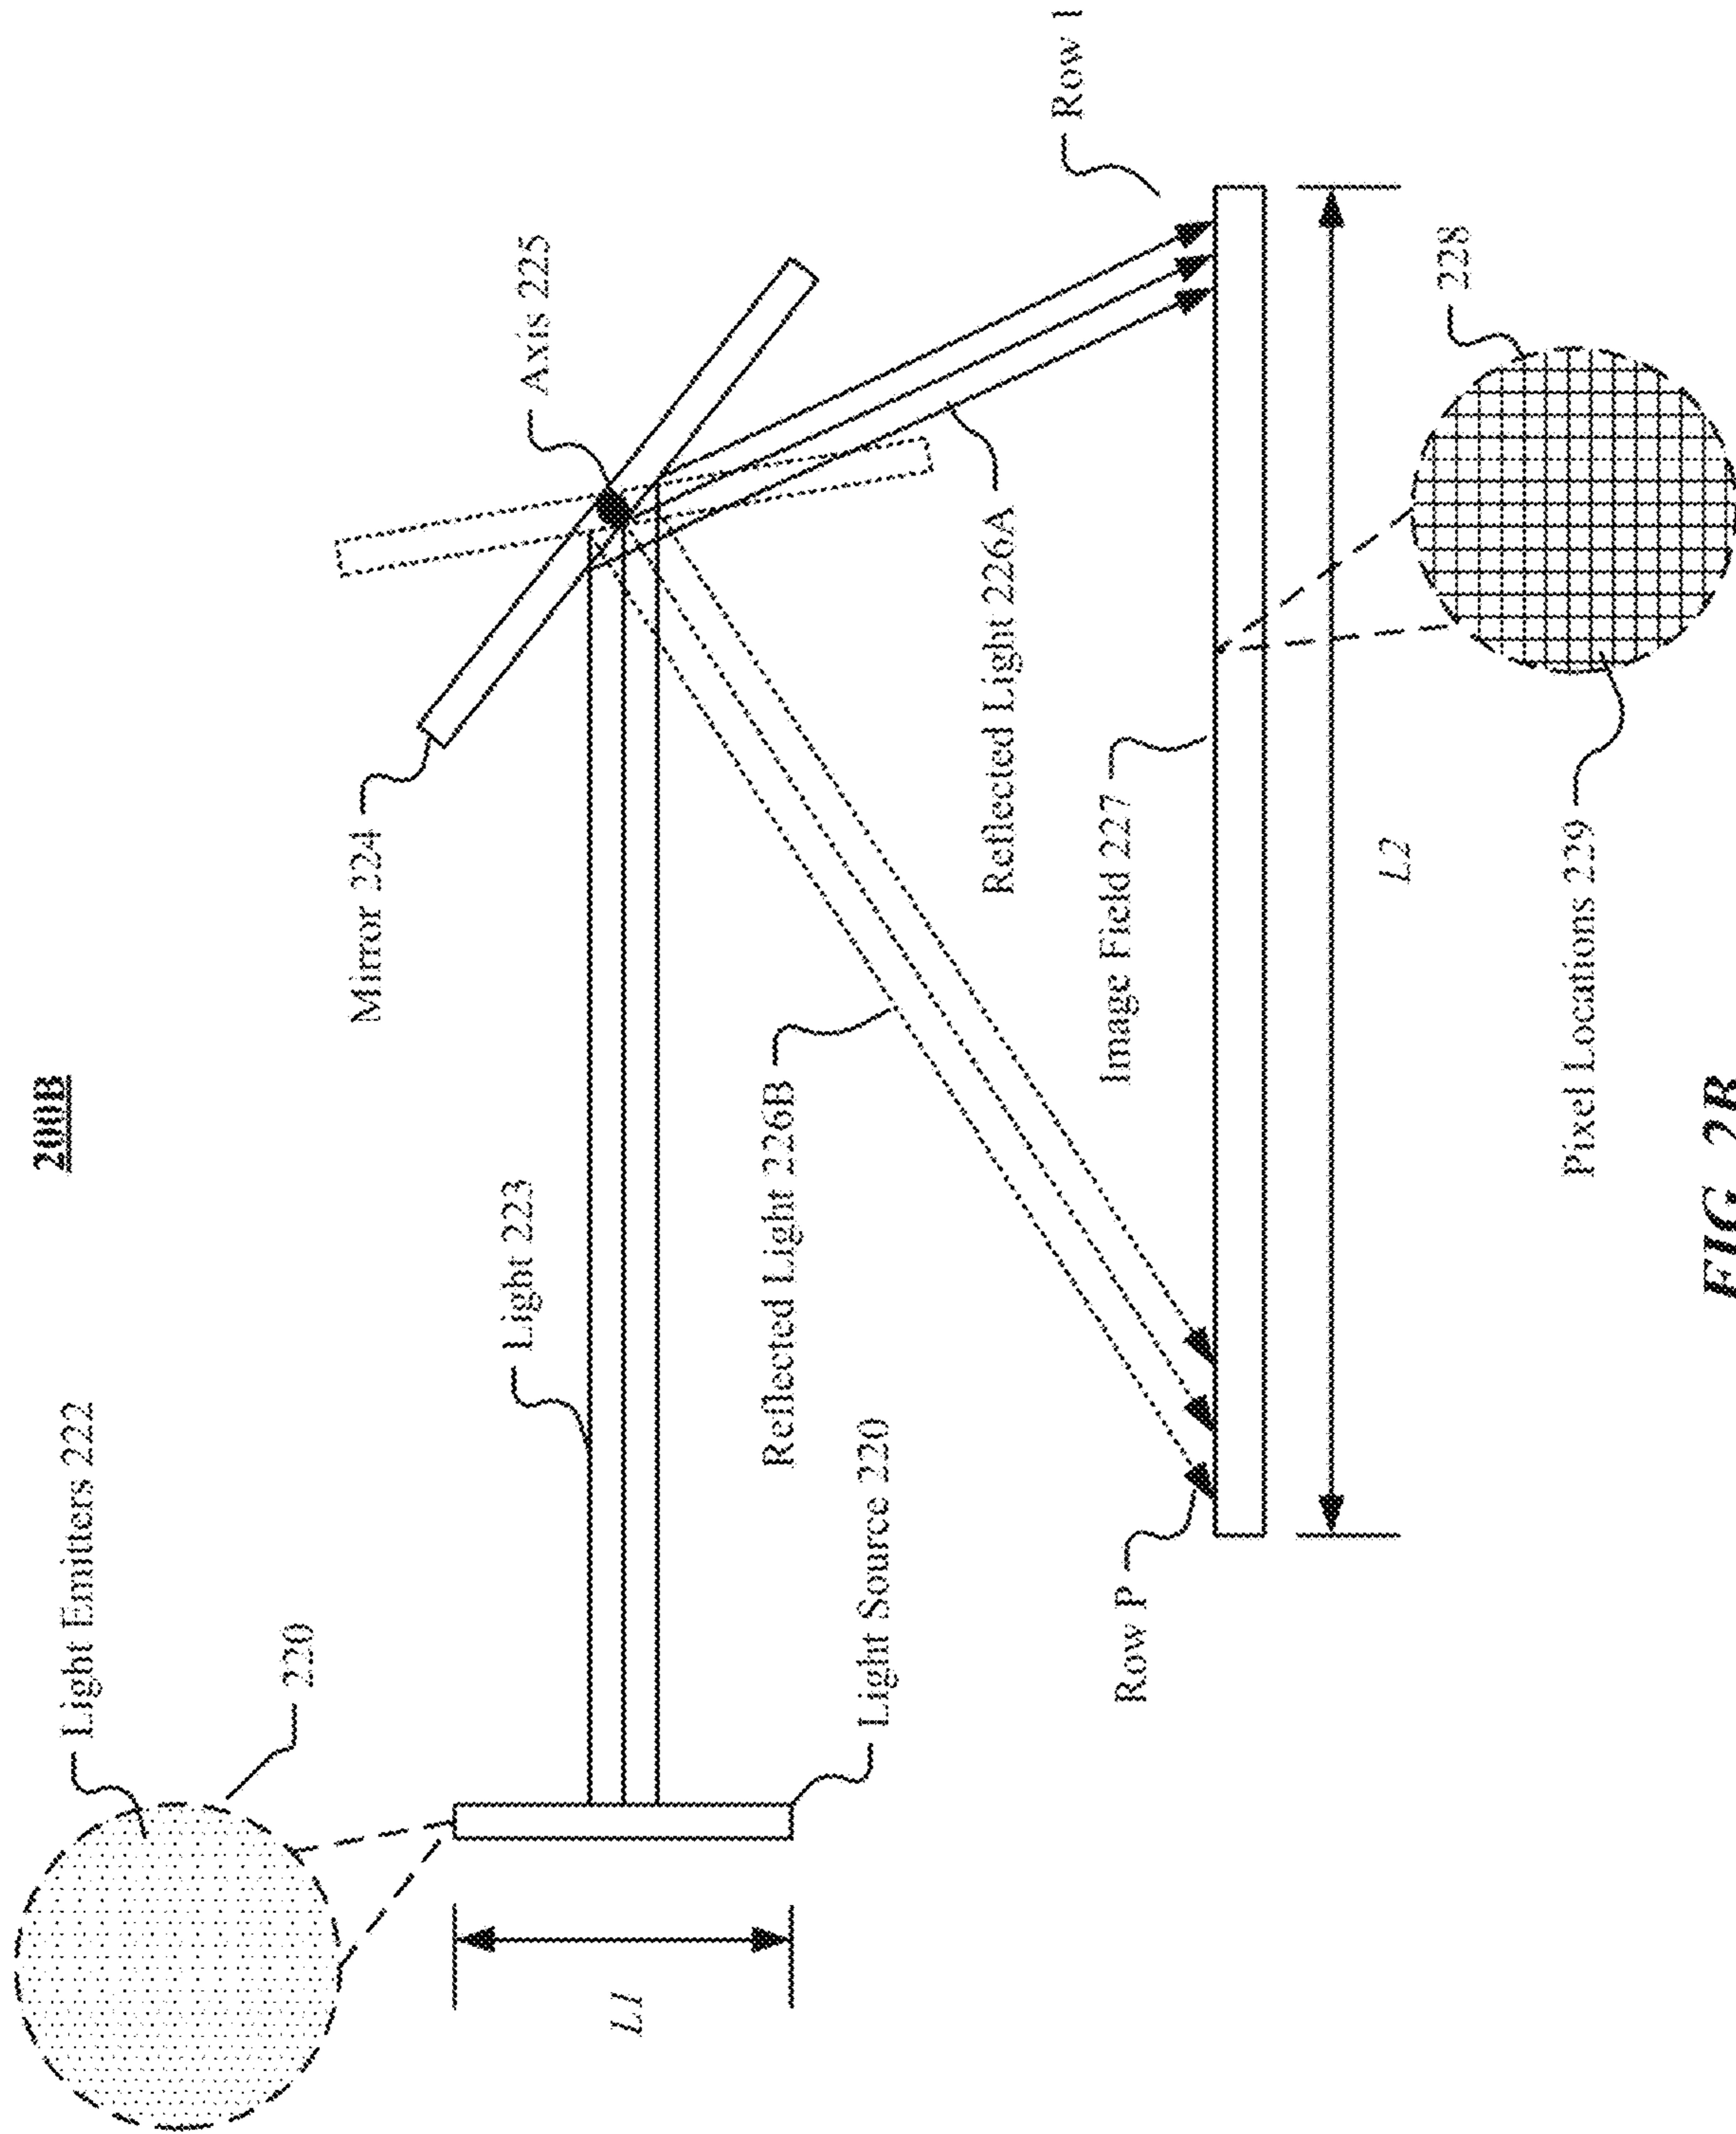 200B
Light Emitters 222
220
Mirror 224
Light 223
Axis 225
L1
Reflected Light 226B
Light Source 220
Reflected Light 226A
Row 1
Image Field 227
Row P
L2
228
Pixel Locations 229
FIG. 2B